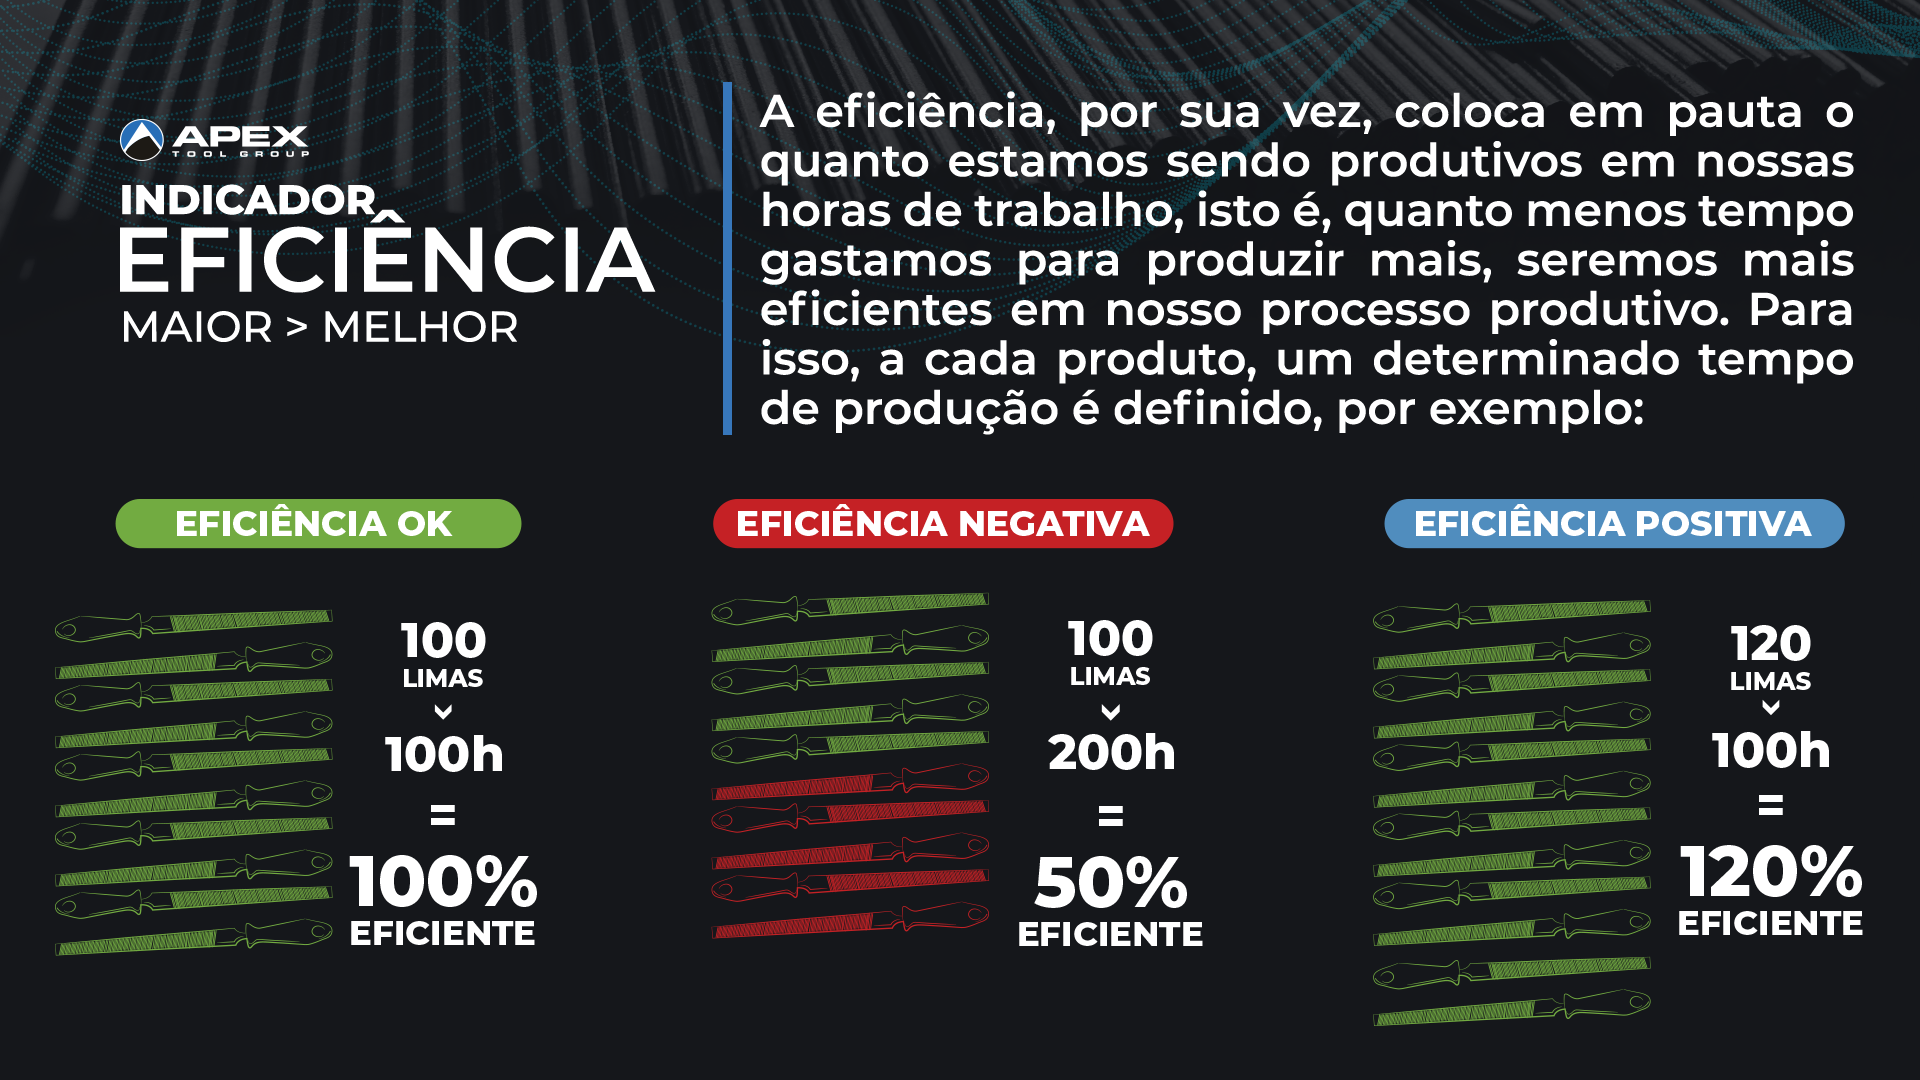 APEX
TOOL GROUP
INDICADOR
EFICIÊNCIA
MAIOR > MELHOR
A eficiência, por sua vez, coloca em pauta o
quanto estamos sendo produtivos em nossas
horas de trabalho, isto é, quanto menos tempo
gastamos para produzir mais, seremos mais
eficientes em nosso processo produtivo. Para
isso, a cada produto, um determinado tempo
de produção é definido, por exemplo:
EFICIÊNCIA OK
100
LIMAS
100h
=
100%
EFICIENTE
EFICIÊNCIA NEGATIVA
100
LIMAS
200h
=
50%
EFICIENTE
EFICIÊNCIA POSITIVA
120
LIMAS
100h
=
120%
EFICIENTE